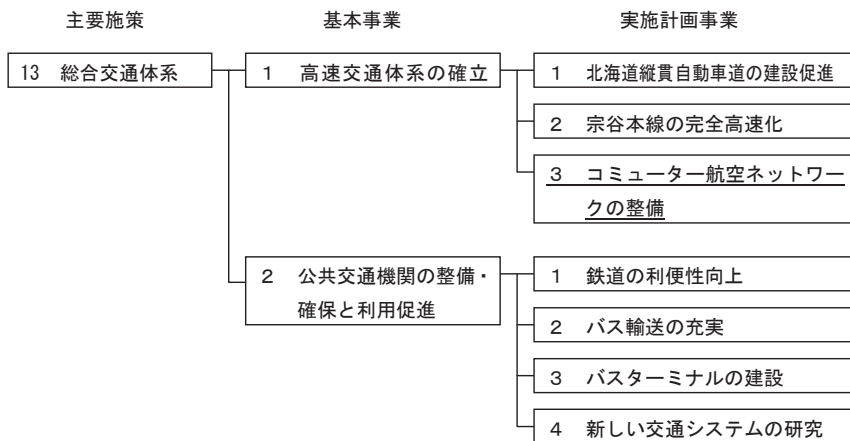 主要施策 基本事業 実施計画事業
13 総合交通体系
1 高速交通体系の確立
1 北海道縦貫自動車道の建設促進
2 宗谷本線の完全高速化
3 コミューター航空ネットワー
クの整備
2 公共交通機関の整備・
確保と利用促進
1 鉄道の利便性向上
2 バス輸送の充実
3 バスターミナルの建設
4 新しい交通システムの研究